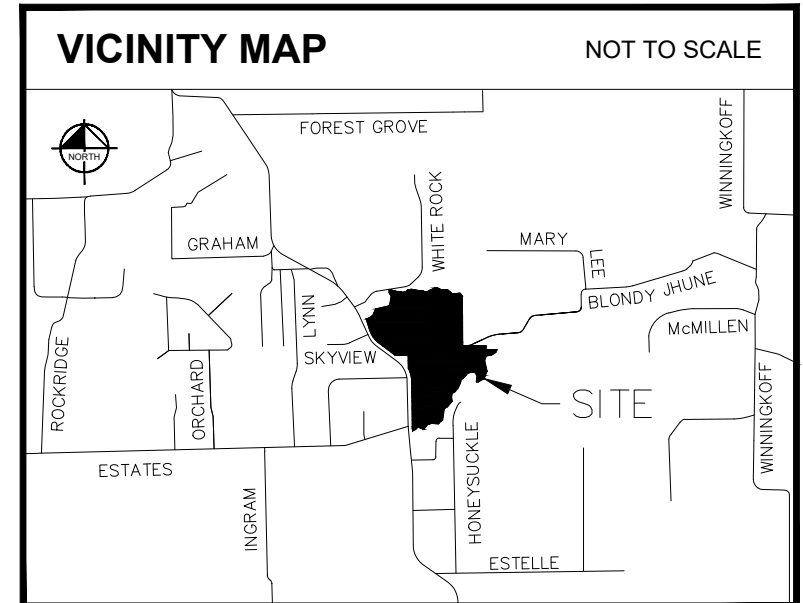 VICINITY MAP
NOT TO SCALE
WINNINGKOFF
FOREST GROVE
NORTH
WHITE ROCK
GRAHAM
MARY
LEE
BLONDY JHUNE
McMILLEN
LYNN
SKYVIEW
ROCKRIDGE
ORCHARD
SITE
WINNINGKOFF
HONEYSUCKLE
ESTATES
INGRAM
ESTELLE